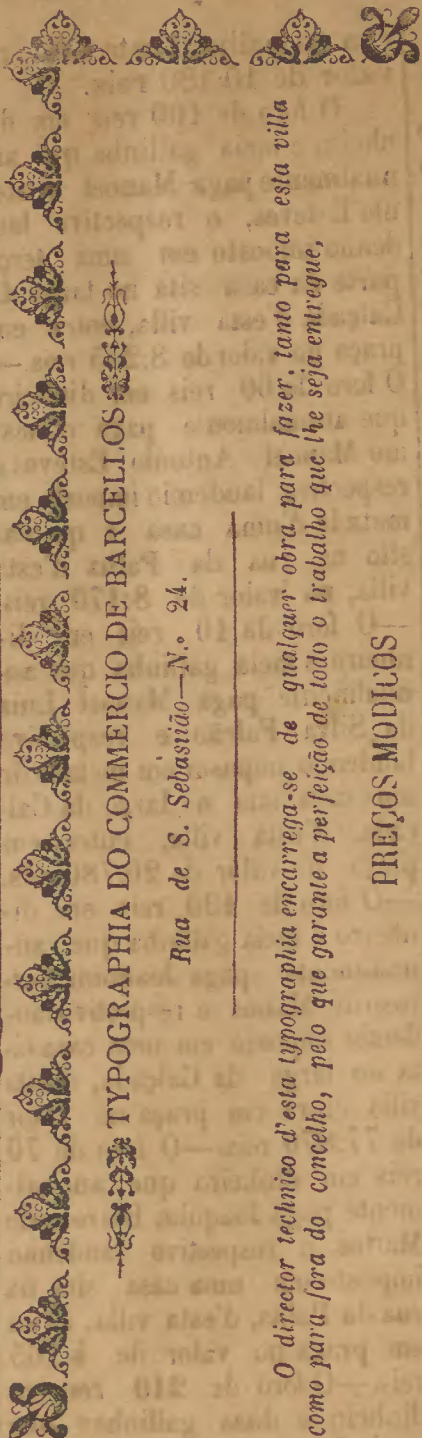 TYPOGRAPHIA DO COMMERCIO DE BARCELLOS
Rua de S. Sebastião—N.º 24.
O director technico d'esta typographia encarrega-se de qualquer obra para fazer, tanto para esta villa
como para fora do concelho, pelo que garante a perfeição de todo o trabalho que lhe seja entregue,
PREÇOS MODICOS